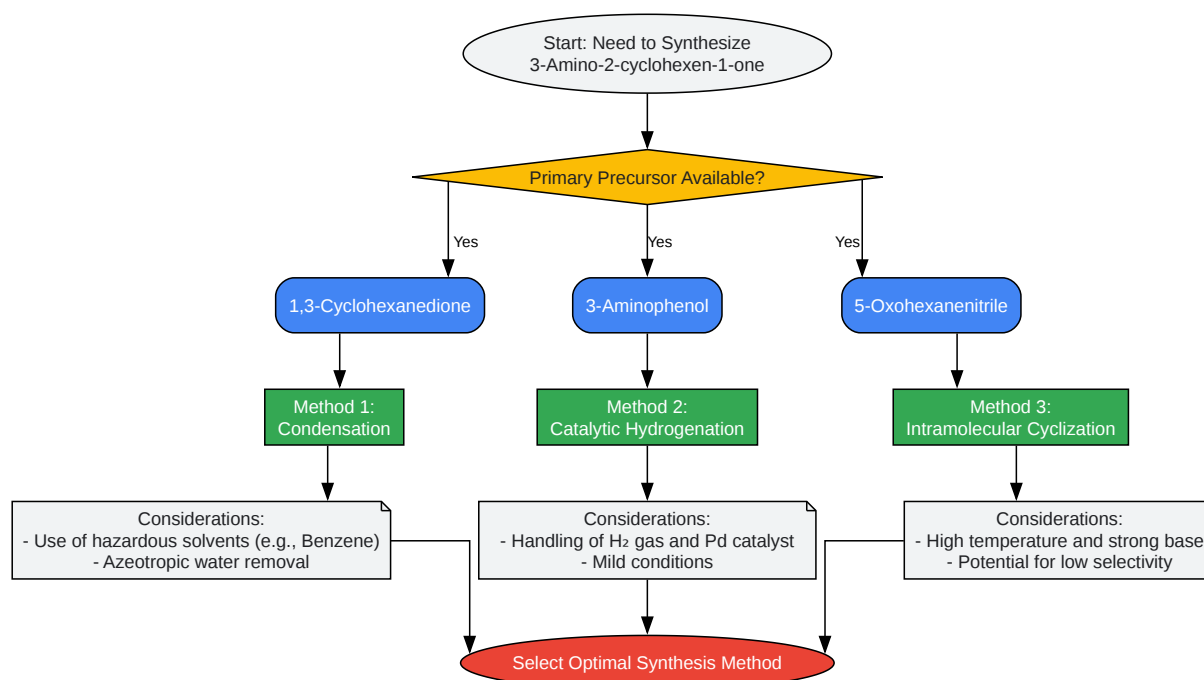 Start: Need to Synthesize
3-Amino-2-cyclohexen-1-one
Primary Precursor Available?
Yes
Yes
Yes
1,3-Cyclohexanedione
3-Aminophenol
5-Oxohexanenitrile
Method 1:
Condensation
Method 2:
Catalytic Hydrogenation
Method 3:
Intramolecular Cyclization
Considerations:
- Use of hazardous solvents (e.g., Benzene)
- Azeotropic water removal
Considerations:
- Handling of H₂ gas and Pd catalyst
- Mild conditions
Considerations:
- High temperature and strong base
- Potential for low selectivity
Select Optimal Synthesis Method